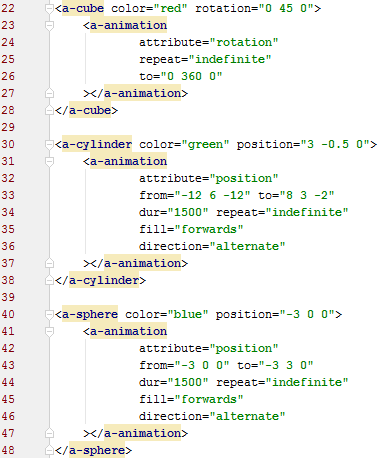 22 <a-cube color="red" rotation="0 45 0">
23 <a-animation
24 attribute="rotation"
25 repeat="indefinite"
26 to="0 360 0"
27 ></a-animation>
28 </a-cube>
29
30 <a-cylinder color="green" position="3 -0.5 0">
31 <a-animation
32 attribute="position"
33 from="-12 6 -12" to="8 3 -2"
34 dur="1500" repeat="indefinite"
35 fill="forwards"
36 direction="alternate"
37 ></a-animation>
38 </a-cylinder>
39
40 <a-sphere color="blue" position="-3 0 0">
41 <a-animation
42 attribute="position"
43 from="-3 0 0" to="-3 3 0"
44 dur="1500" repeat="indefinite"
45 fill="forwards"
46 direction="alternate"
47 ></a-animation>
48 </a-sphere>